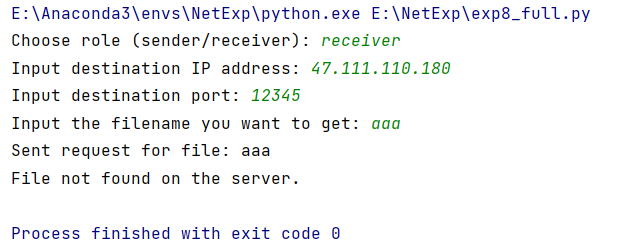 E:\Anaconda3\envs\NetExp\python.exe E:\NetExp\exp8_full.py
Choose role (sender/receiver): receiver
Input destination IP address: 47.111.110.180
Input destination port: 12345
Input the filename you want to get: aaa
Sent request for file: aaa
File not found on the server.
Process finished with exit code 0